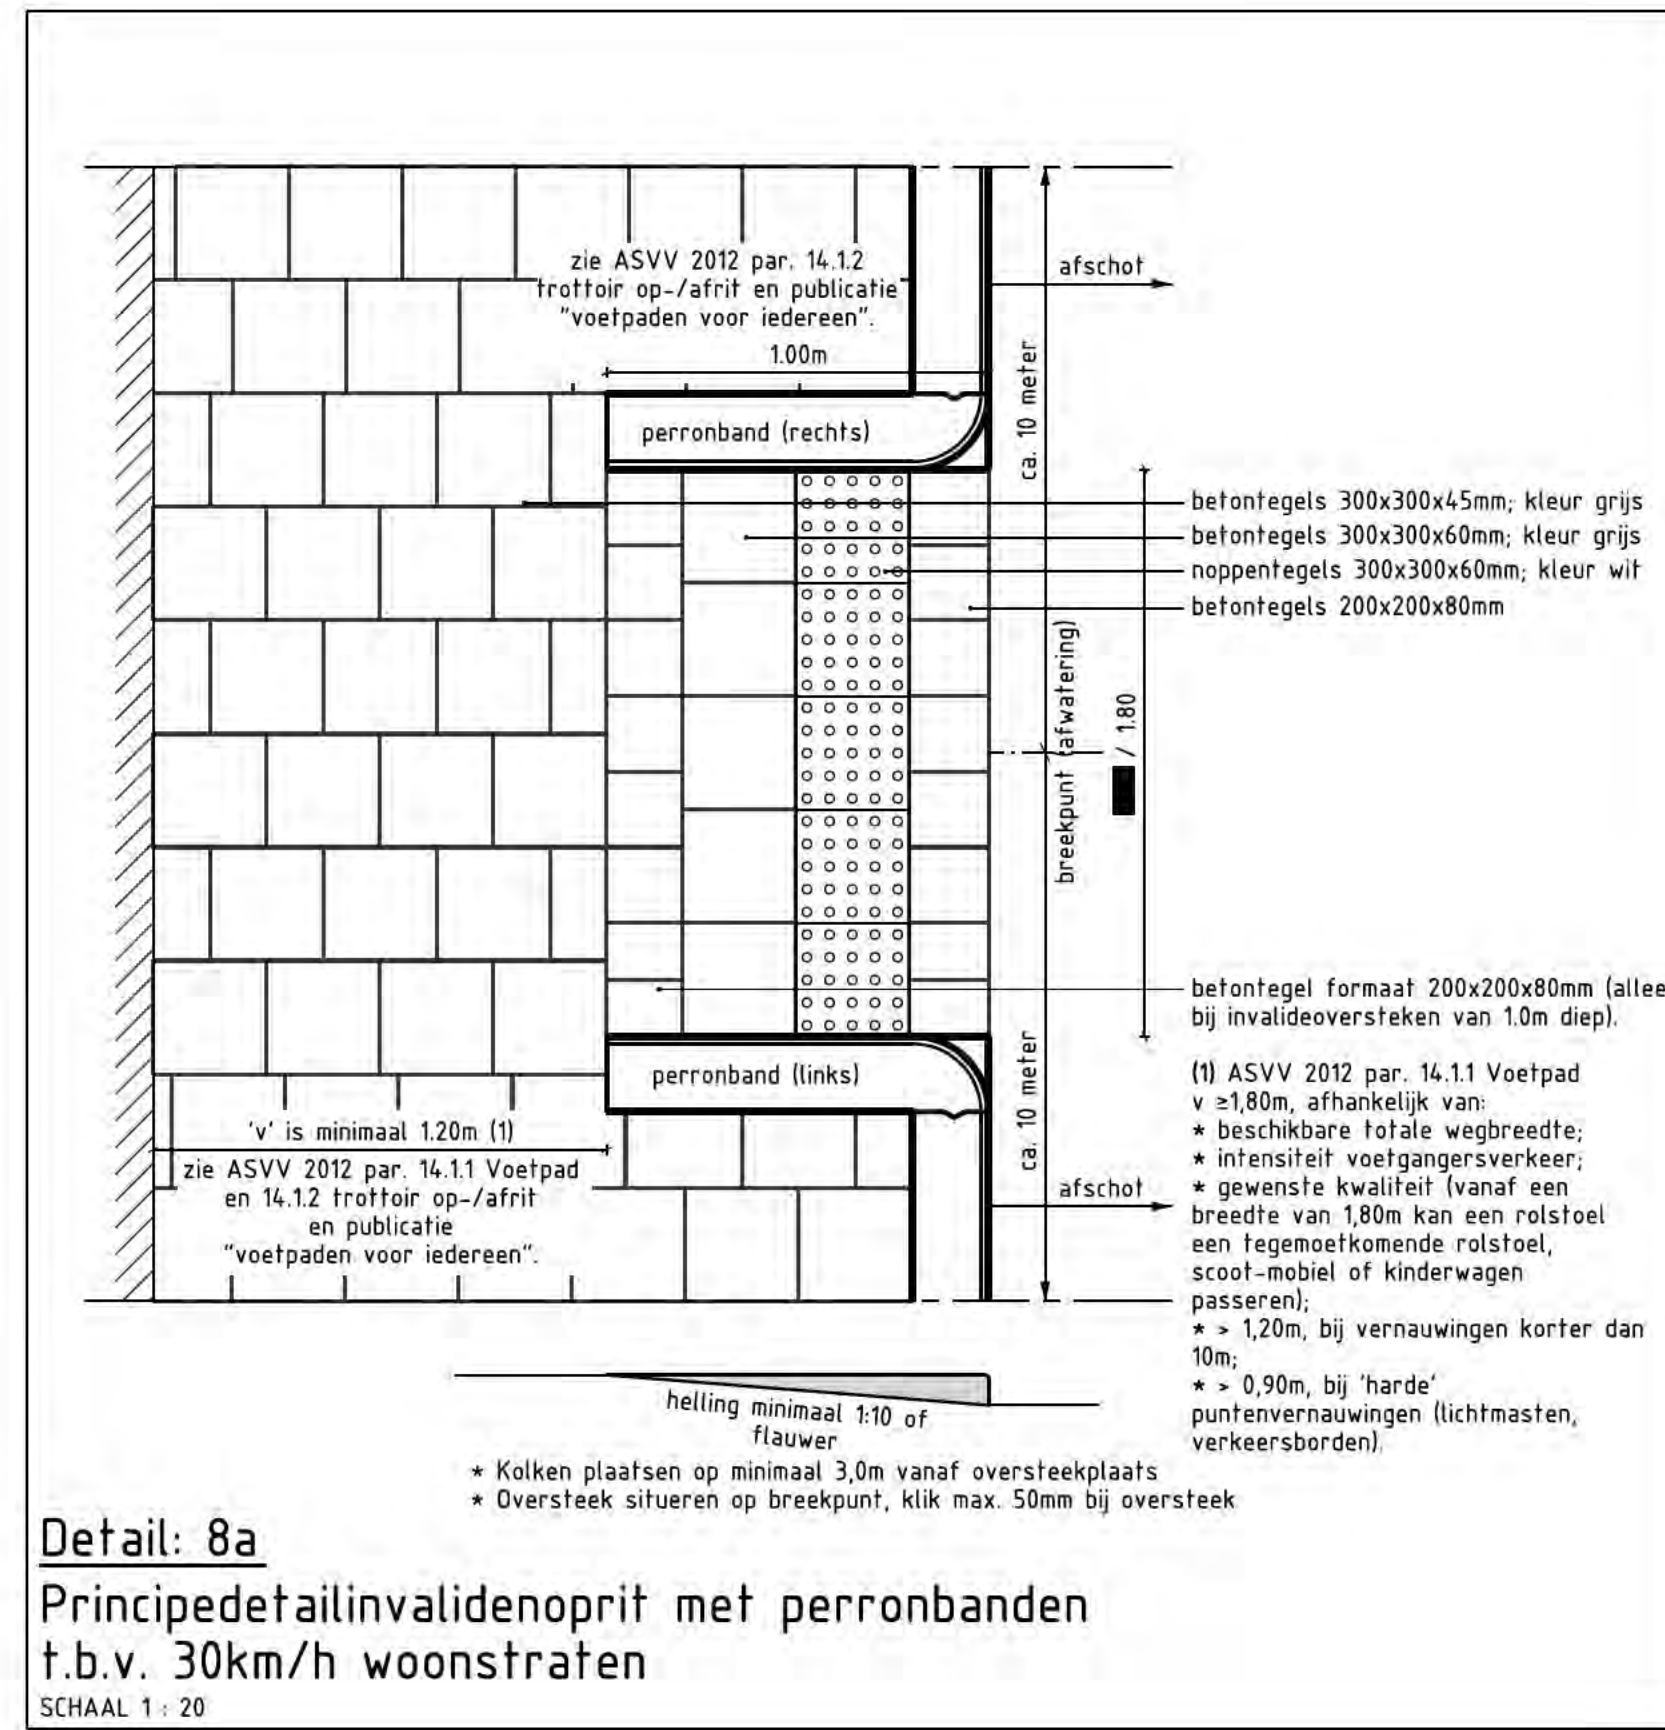 zie ASVV 2012 par. 14.1.2
trottoir op-/afrit en publicatie
"voetpaden voor iedereen".
1.00m
afschot
ca. 10 meter
perronband (rechts)
betontegels 300x300x45mm; kleur grijs
betontegels 300x300x60mm; kleur grijs
noppentegels 300x300x60mm; kleur wit
betontegels 200x200x80mm
breekpunt (afwatering)
/ 1.80
betontegel formaat 200x200x80mm (allee
bij invalideoversteken van 1.0m diep).
perronband (links)
ca. 10 meter
'v' is minimaal 1.20m (1)
zie ASVV 2012 par. 14.1.1 Voetpad
en 14.1.2 trottoir op-/afrit
en publicatie
"voetpaden voor iedereen".
afschot
(1) ASVV 2012 par. 14.1.1 Voetpad
v ≥1,80m, afhankelijk van:
* beschikbare totale wegbreedte;
* intensiteit voetgangersverkeer;
* gewenste kwaliteit (vanaf een
breedte van 1,80m kan een rolstoel
een tegemoetkomende rolstoel,
scoot-mobiel of kinderwagen
passeren);
* > 1,20m, bij vernauwingen korter dan
10m;
* > 0,90m, bij 'harde'
puntenvernauwingen (lichtmasten,
verkeersborden).
helling minimaal 1:10 of
flauwer
* Kolken plaatsen op minimaal 3,0m vanaf oversteekplaats
* Oversteek situeren op breekpunt, klik max. 50mm bij oversteek
Detail: 8a
Principedetailinvalidenoprit met perronbanden
t.b.v. 30km/h woonstraten
SCHAAL 1 : 20